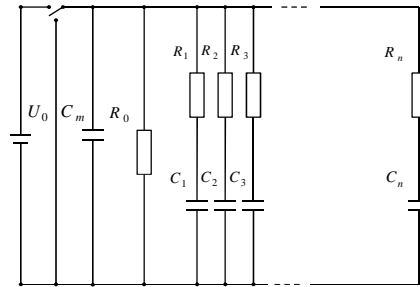 R₁ R₂ R₃ Rₙ
U₀ Cₘ R₀
C₁ C₂ C₃ Cₙ